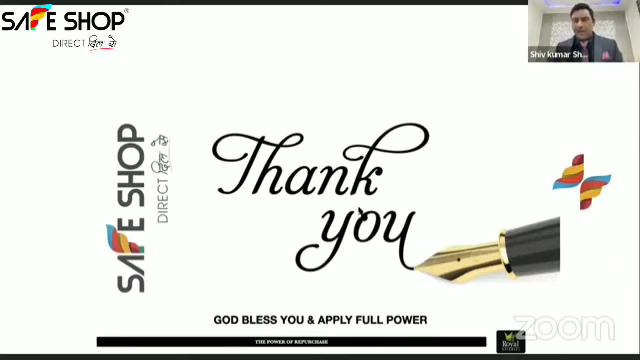 SAFE SHOP
DIRECT दिल से
Shiv kumar Sh...
SAFE SHOP
DIRECT दिल से
Thank
you
GOD BLESS YOU & APPLY FULL POWER
THE POWER OF REPURCHASE
Royal
zoom